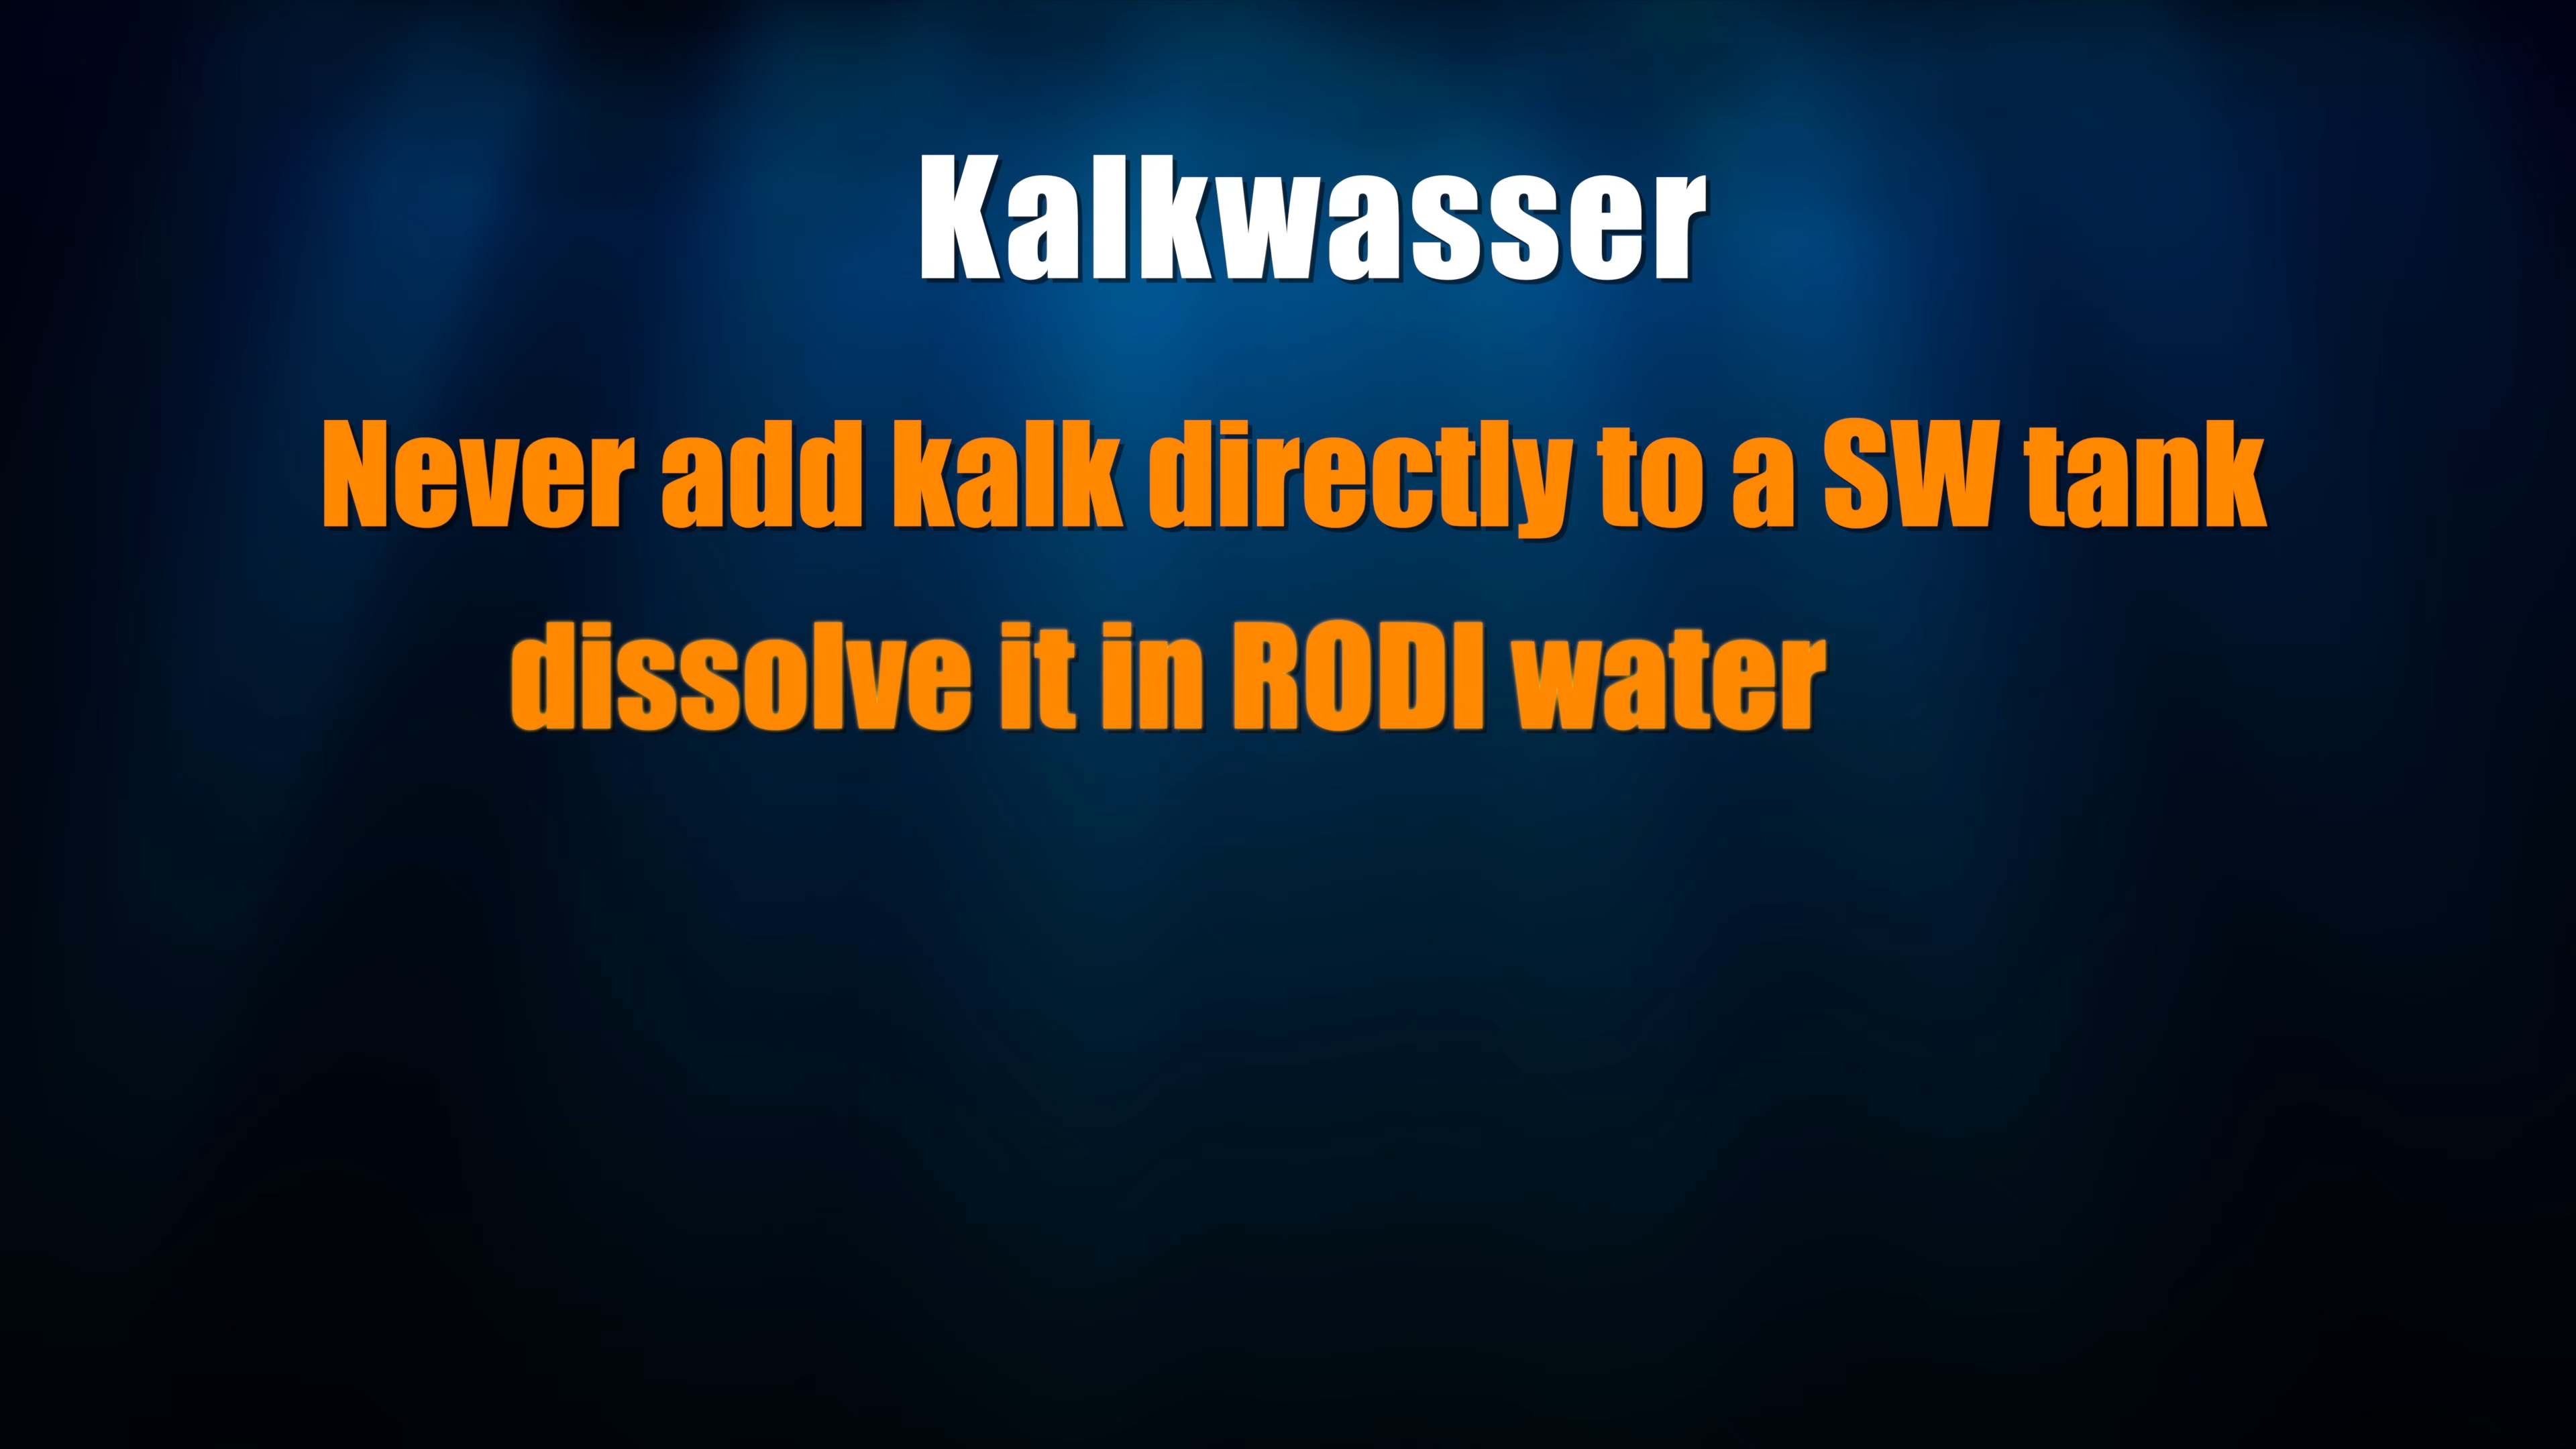 Kalkwasser
Never add kalk directly to a SW tank
dissolve it in RODI water